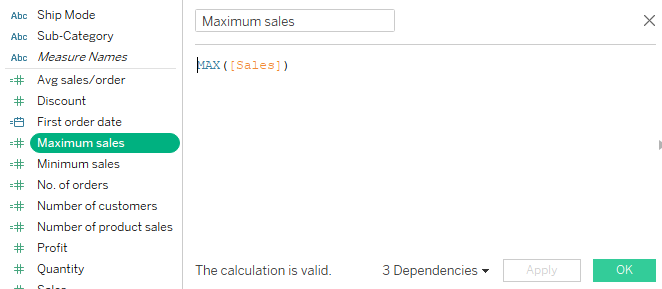 Abc Ship Mode
Abc Sub-Category
Abc Measure Names
=# Avg sales/order
# Discount
= First order date
=# Maximum sales
=# Minimum sales
=# No. of orders
=# Number of customers
=# Number of product sales
# Profit
# Quantity
Sales
Maximum sales
MAX([Sales])
The calculation is valid.
3 Dependencies
Apply
OK